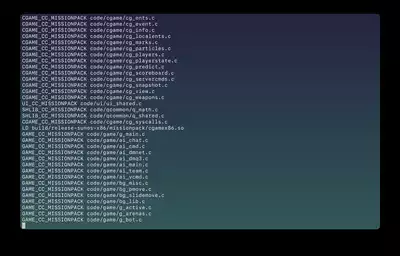 CGAME_CC_MISSIONPACK code/cgame/cg_ents.c
CGAME_CC_MISSIONPACK code/cgame/cg_event.c
CGAME_CC_MISSIONPACK code/cgame/cg_info.c
CGAME_CC_MISSIONPACK code/cgame/cg_localents.c
CGAME_CC_MISSIONPACK code/cgame/cg_marks.c
CGAME_CC_MISSIONPACK code/cgame/cg_particles.c
CGAME_CC_MISSIONPACK code/cgame/cg_players.c
CGAME_CC_MISSIONPACK code/cgame/cg_playerstate.c
CGAME_CC_MISSIONPACK code/cgame/cg_predict.c
CGAME_CC_MISSIONPACK code/cgame/cg_scoreboard.c
CGAME_CC_MISSIONPACK code/cgame/cg_servercmds.c
CGAME_CC_MISSIONPACK code/cgame/cg_snapshot.c
CGAME_CC_MISSIONPACK code/cgame/cg_view.c
CGAME_CC_MISSIONPACK code/cgame/cg_weapons.c
UI_CC_MISSIONPACK code/ui/ui_shared.c
SHLIB_CC code/qcommon/q_math.c
SHLIB_CC code/qcommon/q_shared.c
SHLIB_CC code/cgame/cg_syscalls.c
LD build/release-sunos-x86/missionpack/cgamex86.so
GAME_CC_MISSIONPACK code/game/g_main.c
GAME_CC_MISSIONPACK code/game/ai_chat.c
GAME_CC_MISSIONPACK code/game/ai_cmd.c
GAME_CC_MISSIONPACK code/game/ai_dmnet.c
GAME_CC_MISSIONPACK code/game/ai_dmq3.c
GAME_CC_MISSIONPACK code/game/ai_main.c
GAME_CC_MISSIONPACK code/game/ai_team.c
GAME_CC_MISSIONPACK code/game/ai_vcmd.c
GAME_CC_MISSIONPACK code/game/bg_misc.c
GAME_CC_MISSIONPACK code/game/bg_pmove.c
GAME_CC_MISSIONPACK code/game/bg_slidemove.c
GAME_CC_MISSIONPACK code/game/bg_lib.c
GAME_CC_MISSIONPACK code/game/g_active.c
GAME_CC_MISSIONPACK code/game/g_arenas.c
GAME_CC_MISSIONPACK code/game/g_bot.c